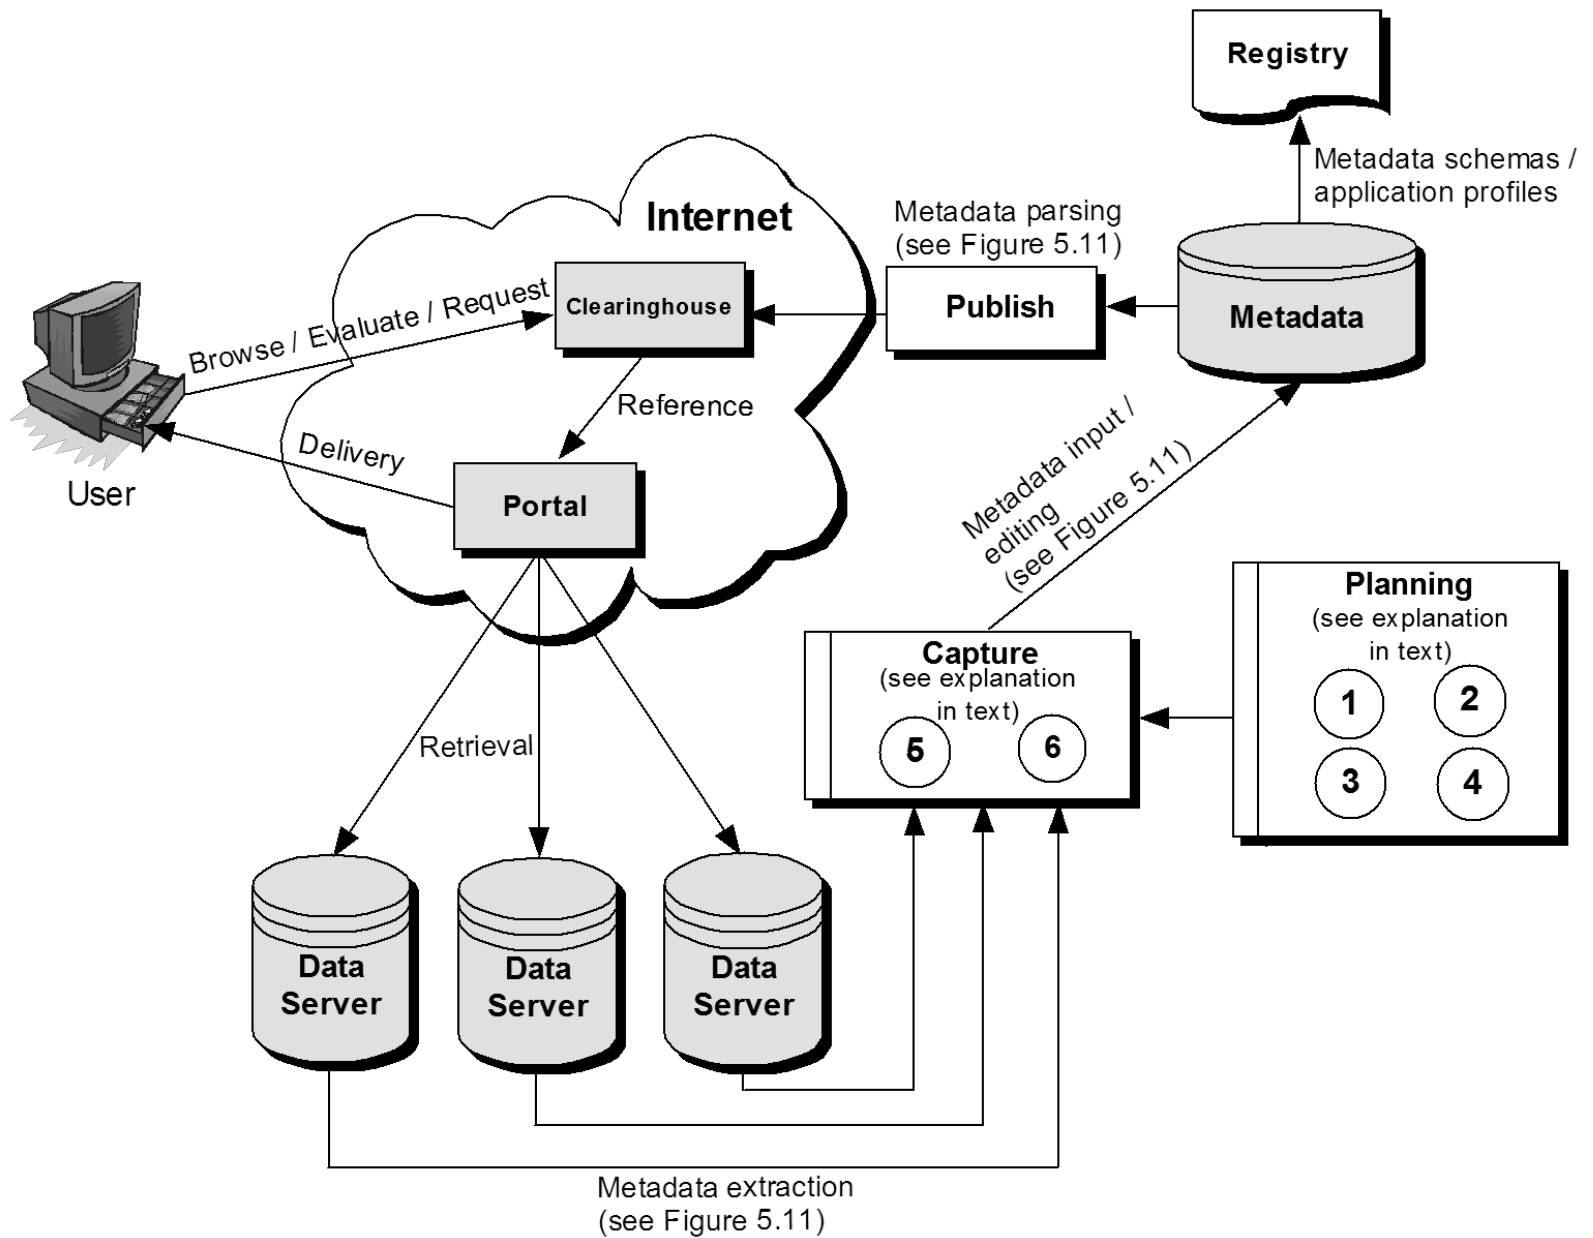 Registry
Metadata schemas /
application profiles
Internet
Metadata parsing
(see Figure 5.11)
Clearinghouse
Publish
Metadata
Browse / Evaluate / Request
Reference
Delivery
User
Portal
Metadata input /
editing
(see Figure 5.11)
Planning
(see explanation
in text)
1
2
3
4
Capture
(see explanation
in text)
5
6
Retrieval
Data
Server
Data
Server
Data
Server
Metadata extraction
(see Figure 5.11)